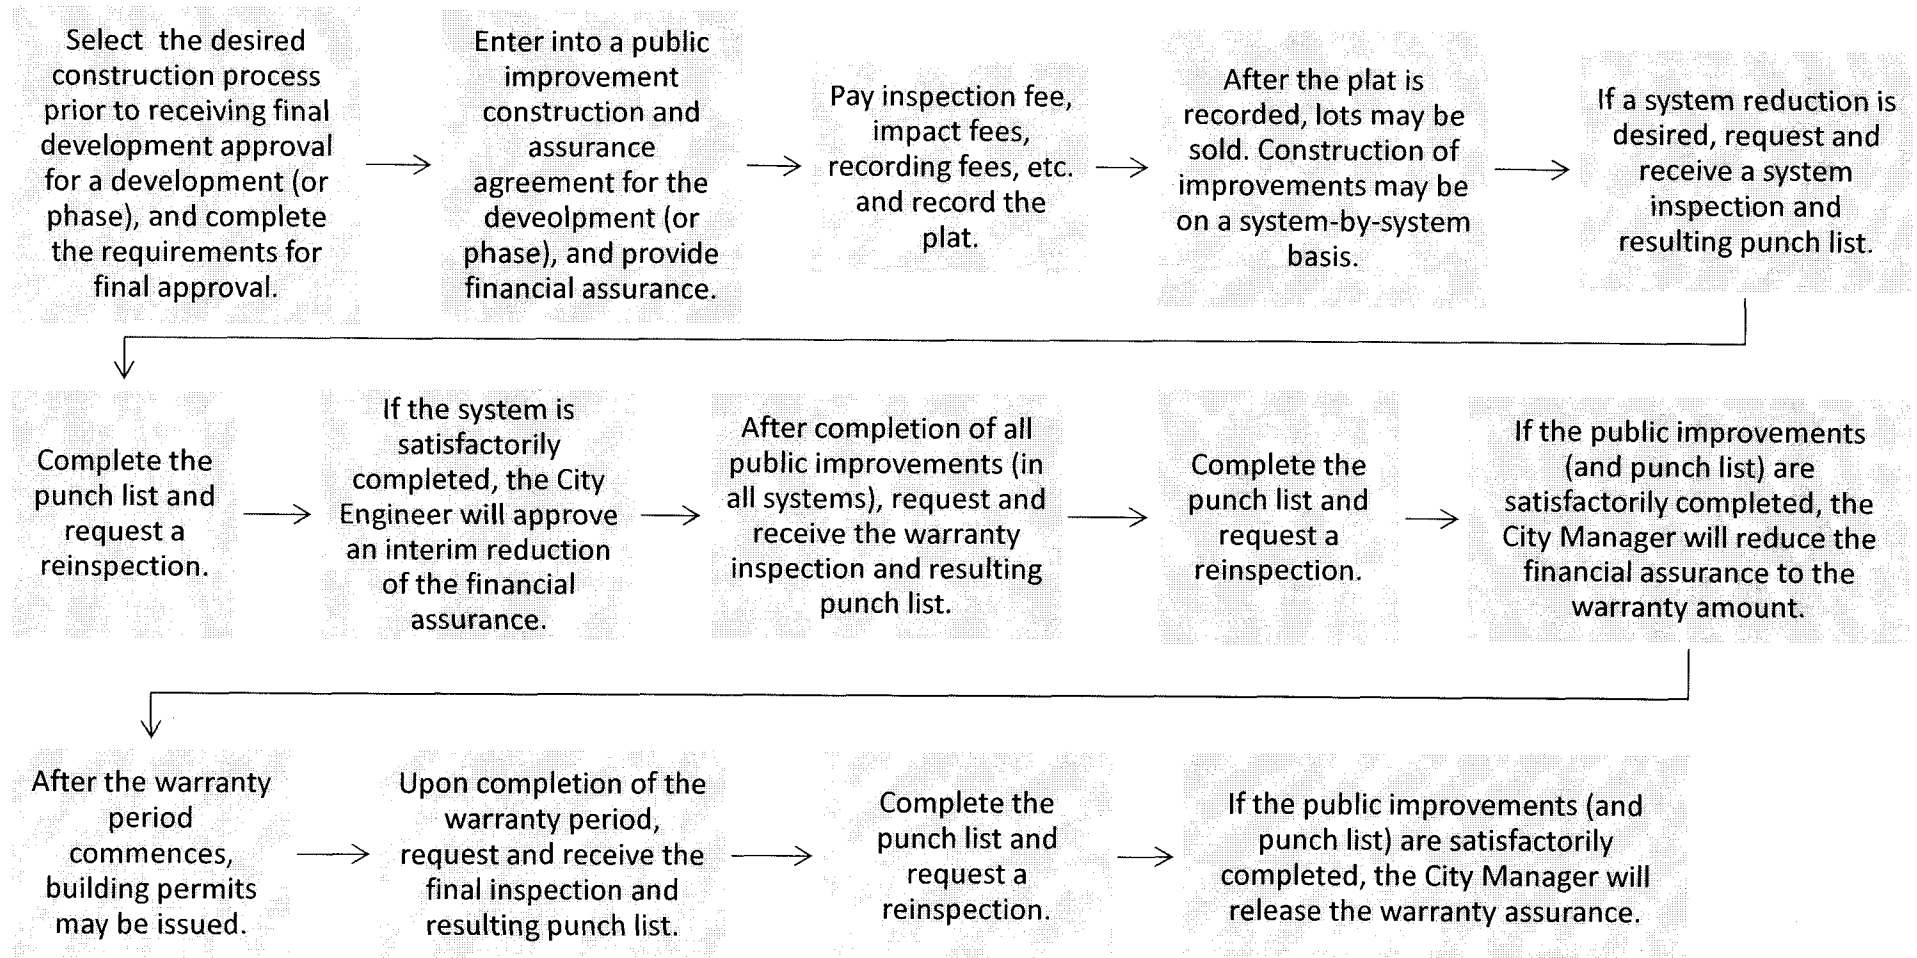 Select the desired
construction process
prior to receiving final
development approval
for a development (or
phase), and complete
the requirements for
final approval.
Enter into a public
improvement
construction and
assurance
agreement for the
deveolpment (or
phase), and provide
financial assurance.
Pay inspection fee,
impact fees,
recording fees, etc.
and record the
plat.
After the plat is
recorded, lots may be
sold. Construction of
improvements may be
on a system-by-system
basis.
If a system reduction is
desired, request and
receive a system
inspection and
resulting punch list.
Complete the
punch list and
request a
reinspection.
If the system is
satisfactorily
completed, the City
Engineer will approve
an interim reduction
of the financial
assurance.
After completion of all
public improvements (in
all systems), request and
receive the warranty
inspection and resulting
punch list.
Complete the
punch list and
request a
reinspection.
If the public improvements
(and punch list) are
satisfactorily completed, the
City Manager will reduce the
financial assurance to the
warranty amount.
After the warranty
period
commences,
building permits
may be issued.
Upon completion of the
warranty period,
request and receive the
final inspection and
resulting punch list.
Complete the
punch list and
request a
reinspection.
If the public improvements (and
punch list) are satisfactorily
completed, the City Manager will
release the warranty assurance.